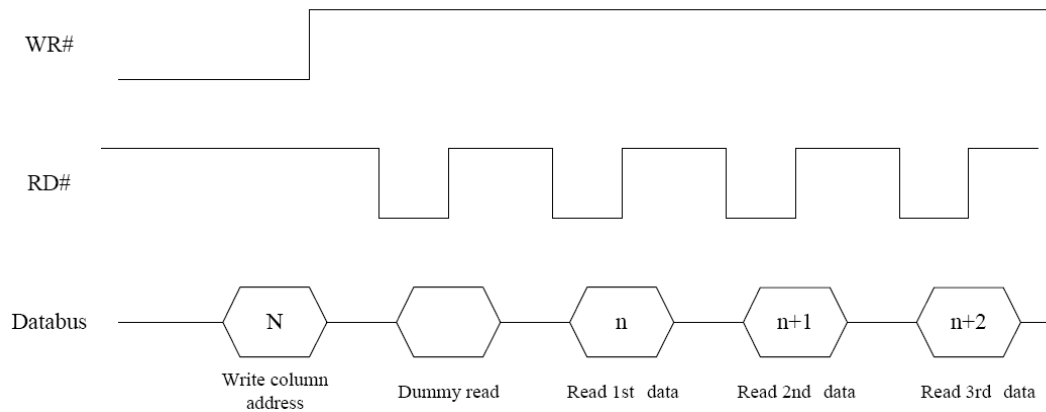 WR#
RD#
Databus
N
n
n+1
n+2
Write column
address
Dummy read
Read 1st data
Read 2nd data
Read 3rd data